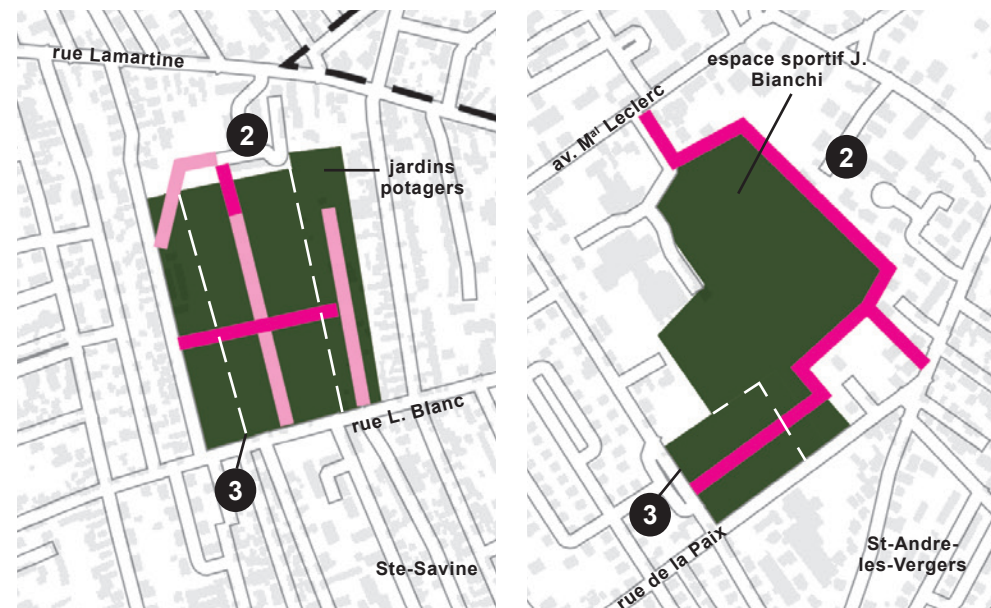 rue Lamartine
2
jardins
potagers
rue L. Blanc
3
Ste-Savine
espace sportif J.
Bianchi
av. Mal Leclerc
2
3
rue de la Paix
St-Andre-
les-Vergers